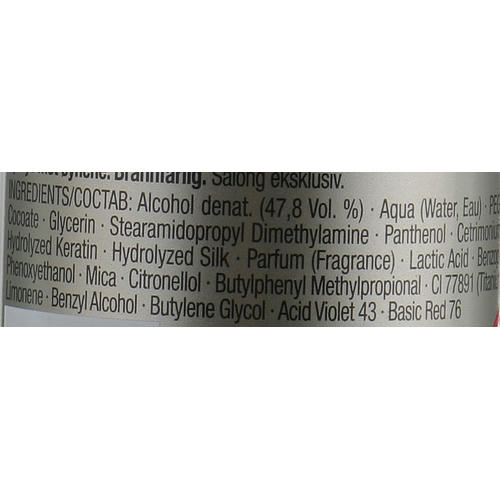 øynene. Brannfarlig. Salong eksklusiv.
INGREDIENTS/COCTAB: Alcohol denat. (47,8 Vol. %) · Aqua (Water, Eau) ·
Cocoate · Glycerin · Stearamidopropyl Dimethylamine · Panthenol ·
Hydrolyzed Keratin · Hydrolyzed Silk · Parfum (Fragrance) · Lactic Acid ·
Phenoxyethanol · Mica · Citronellol · Butylphenyl Methylpropional · CI 77891
Limonene · Benzyl Alcohol · Butylene Glycol · Acid Violet 43 · Basic Red 76